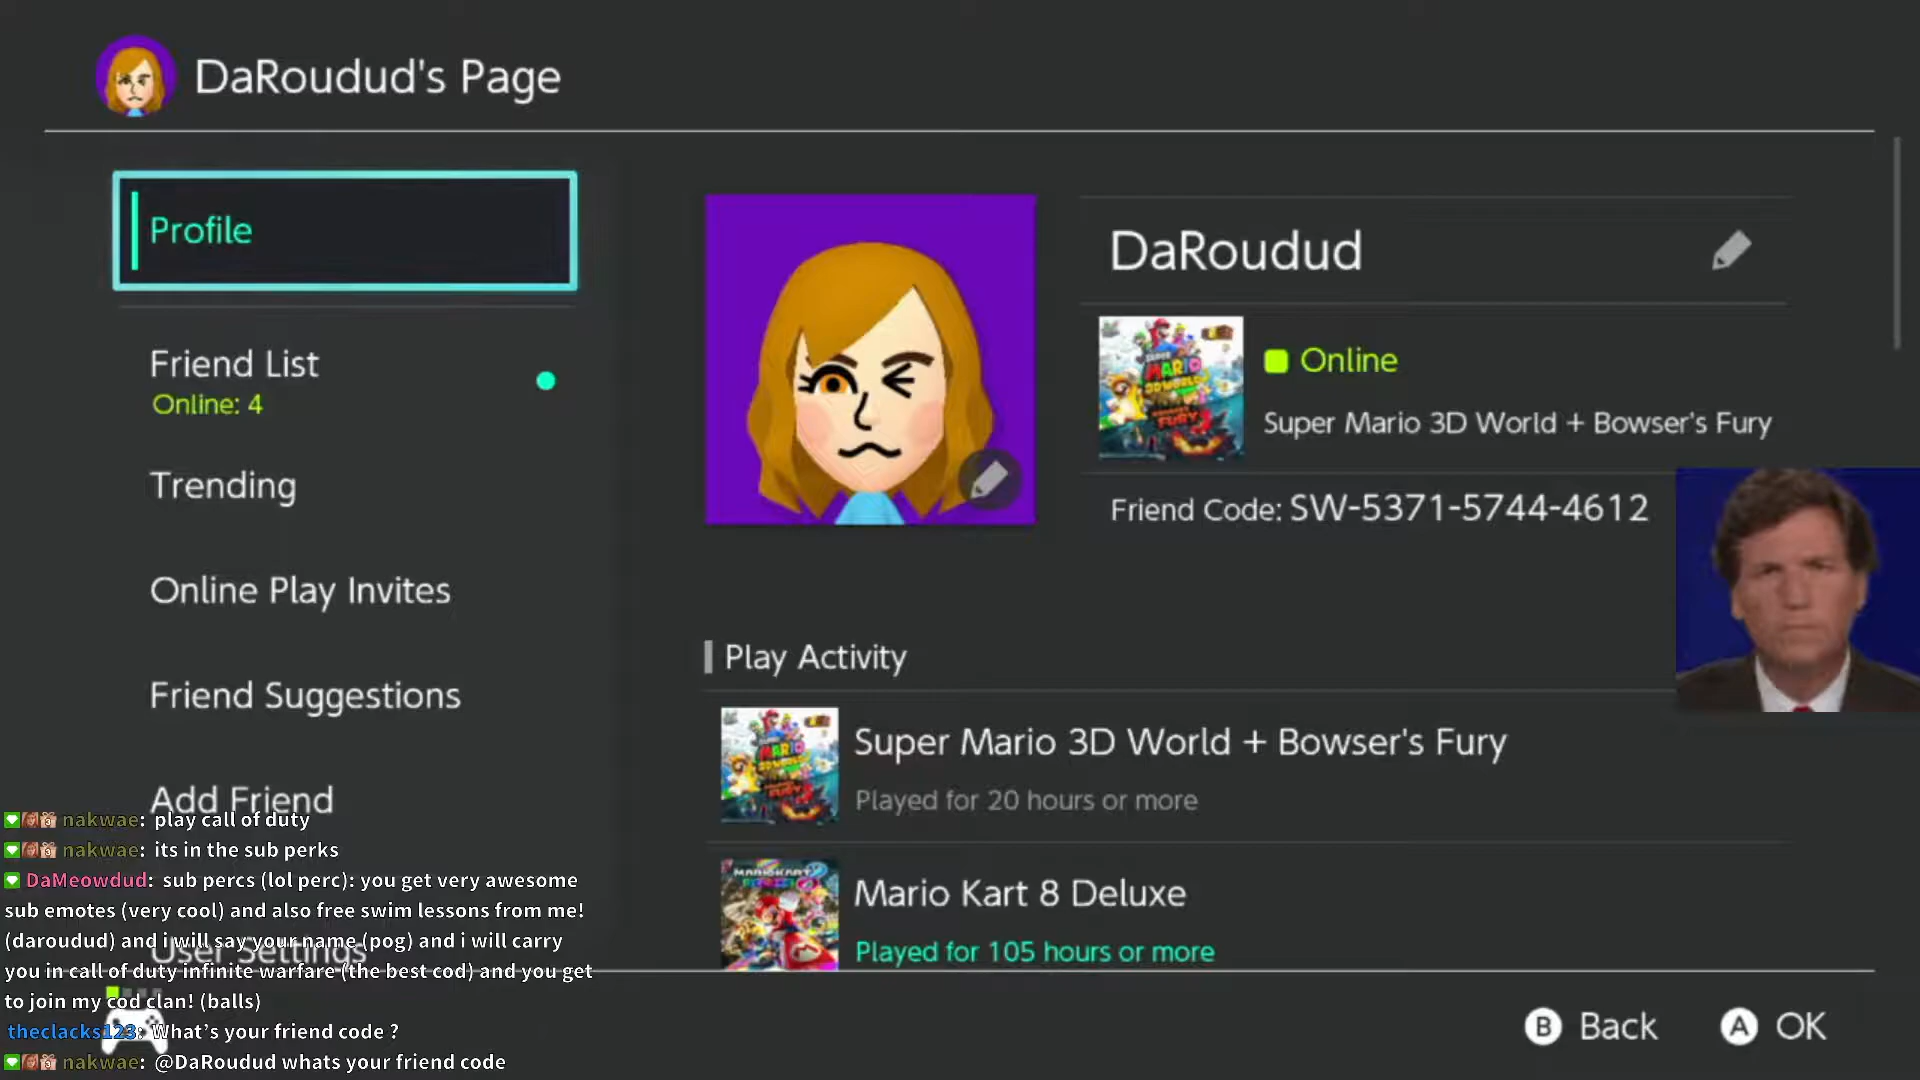 DaRoudud's Page
Profile
Friend List
Online: 4
Trending
Online Play Invites
Friend Suggestions
Add Friend
User Settings
DaRoudud
Online
Super Mario 3D World + Bowser's Fury
Friend Code: SW-5371-5744-4612
Play Activity
Super Mario 3D World + Bowser's Fury
Played for 20 hours or more
MARIOKART
Mario Kart 8 Deluxe
Played for 105 hours or more
nakwae: play call of duty
nakwae: its in the sub perks
DaMeowdud: sub percs (lol perc): you get very awesome
sub emotes (very cool) and also free swim lessons from me!
(daroudud) and i will say your name (pog) and i will carry
you in call of duty infinite warfare (the best cod) and you get
to join my cod clan! (balls)
theclacks123: What's your friend code ?
nakwae: @DaRoudud whats your friend code
B Back
A OK